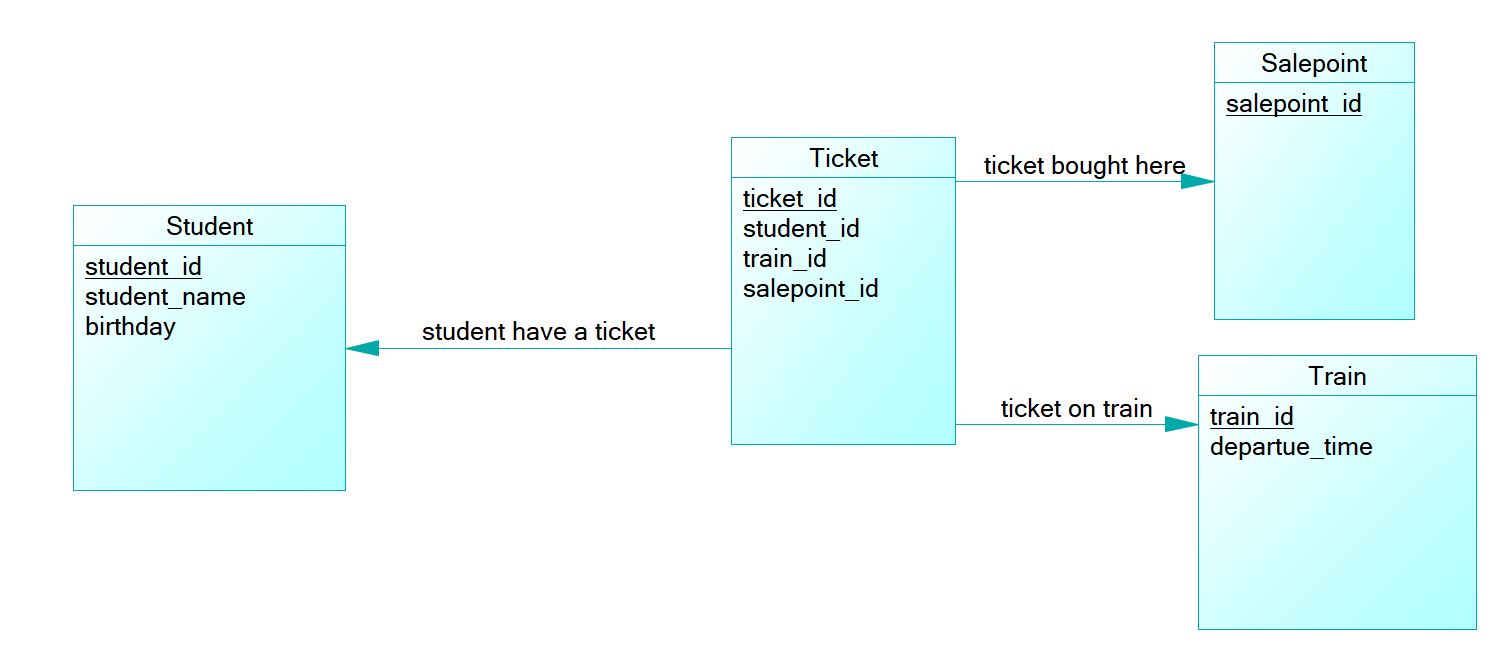 Salepoint
salepoint_id
ticket bought here
Ticket
ticket_id
student_id
train_id
salepoint_id
Student
student_id
student_name
birthday
student have a ticket
ticket on train
Train
train_id
departue_time